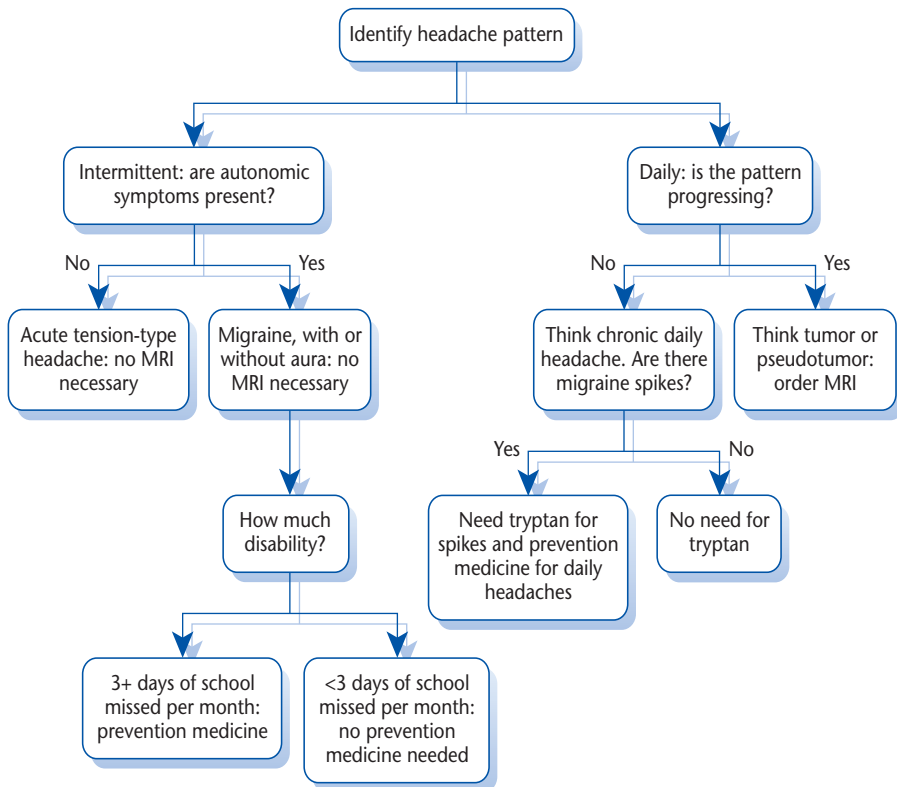 Identify headache pattern
Intermittent: are autonomic
symptoms present?
Daily: is the pattern
progressing?
No
Yes
No
Yes
Acute tension-type
headache: no MRI
necessary
Migraine, with or
without aura: no
MRI necessary
Think chronic daily
headache. Are there
migraine spikes?
Think tumor or
pseudotumor:
order MRI
Yes
No
How much
disability?
Need tryptan for
spikes and prevention
medicine for daily
headaches
No need for
tryptan
3+ days of school
missed per month:
prevention medicine
<3 days of school
missed per month:
no prevention
medicine needed